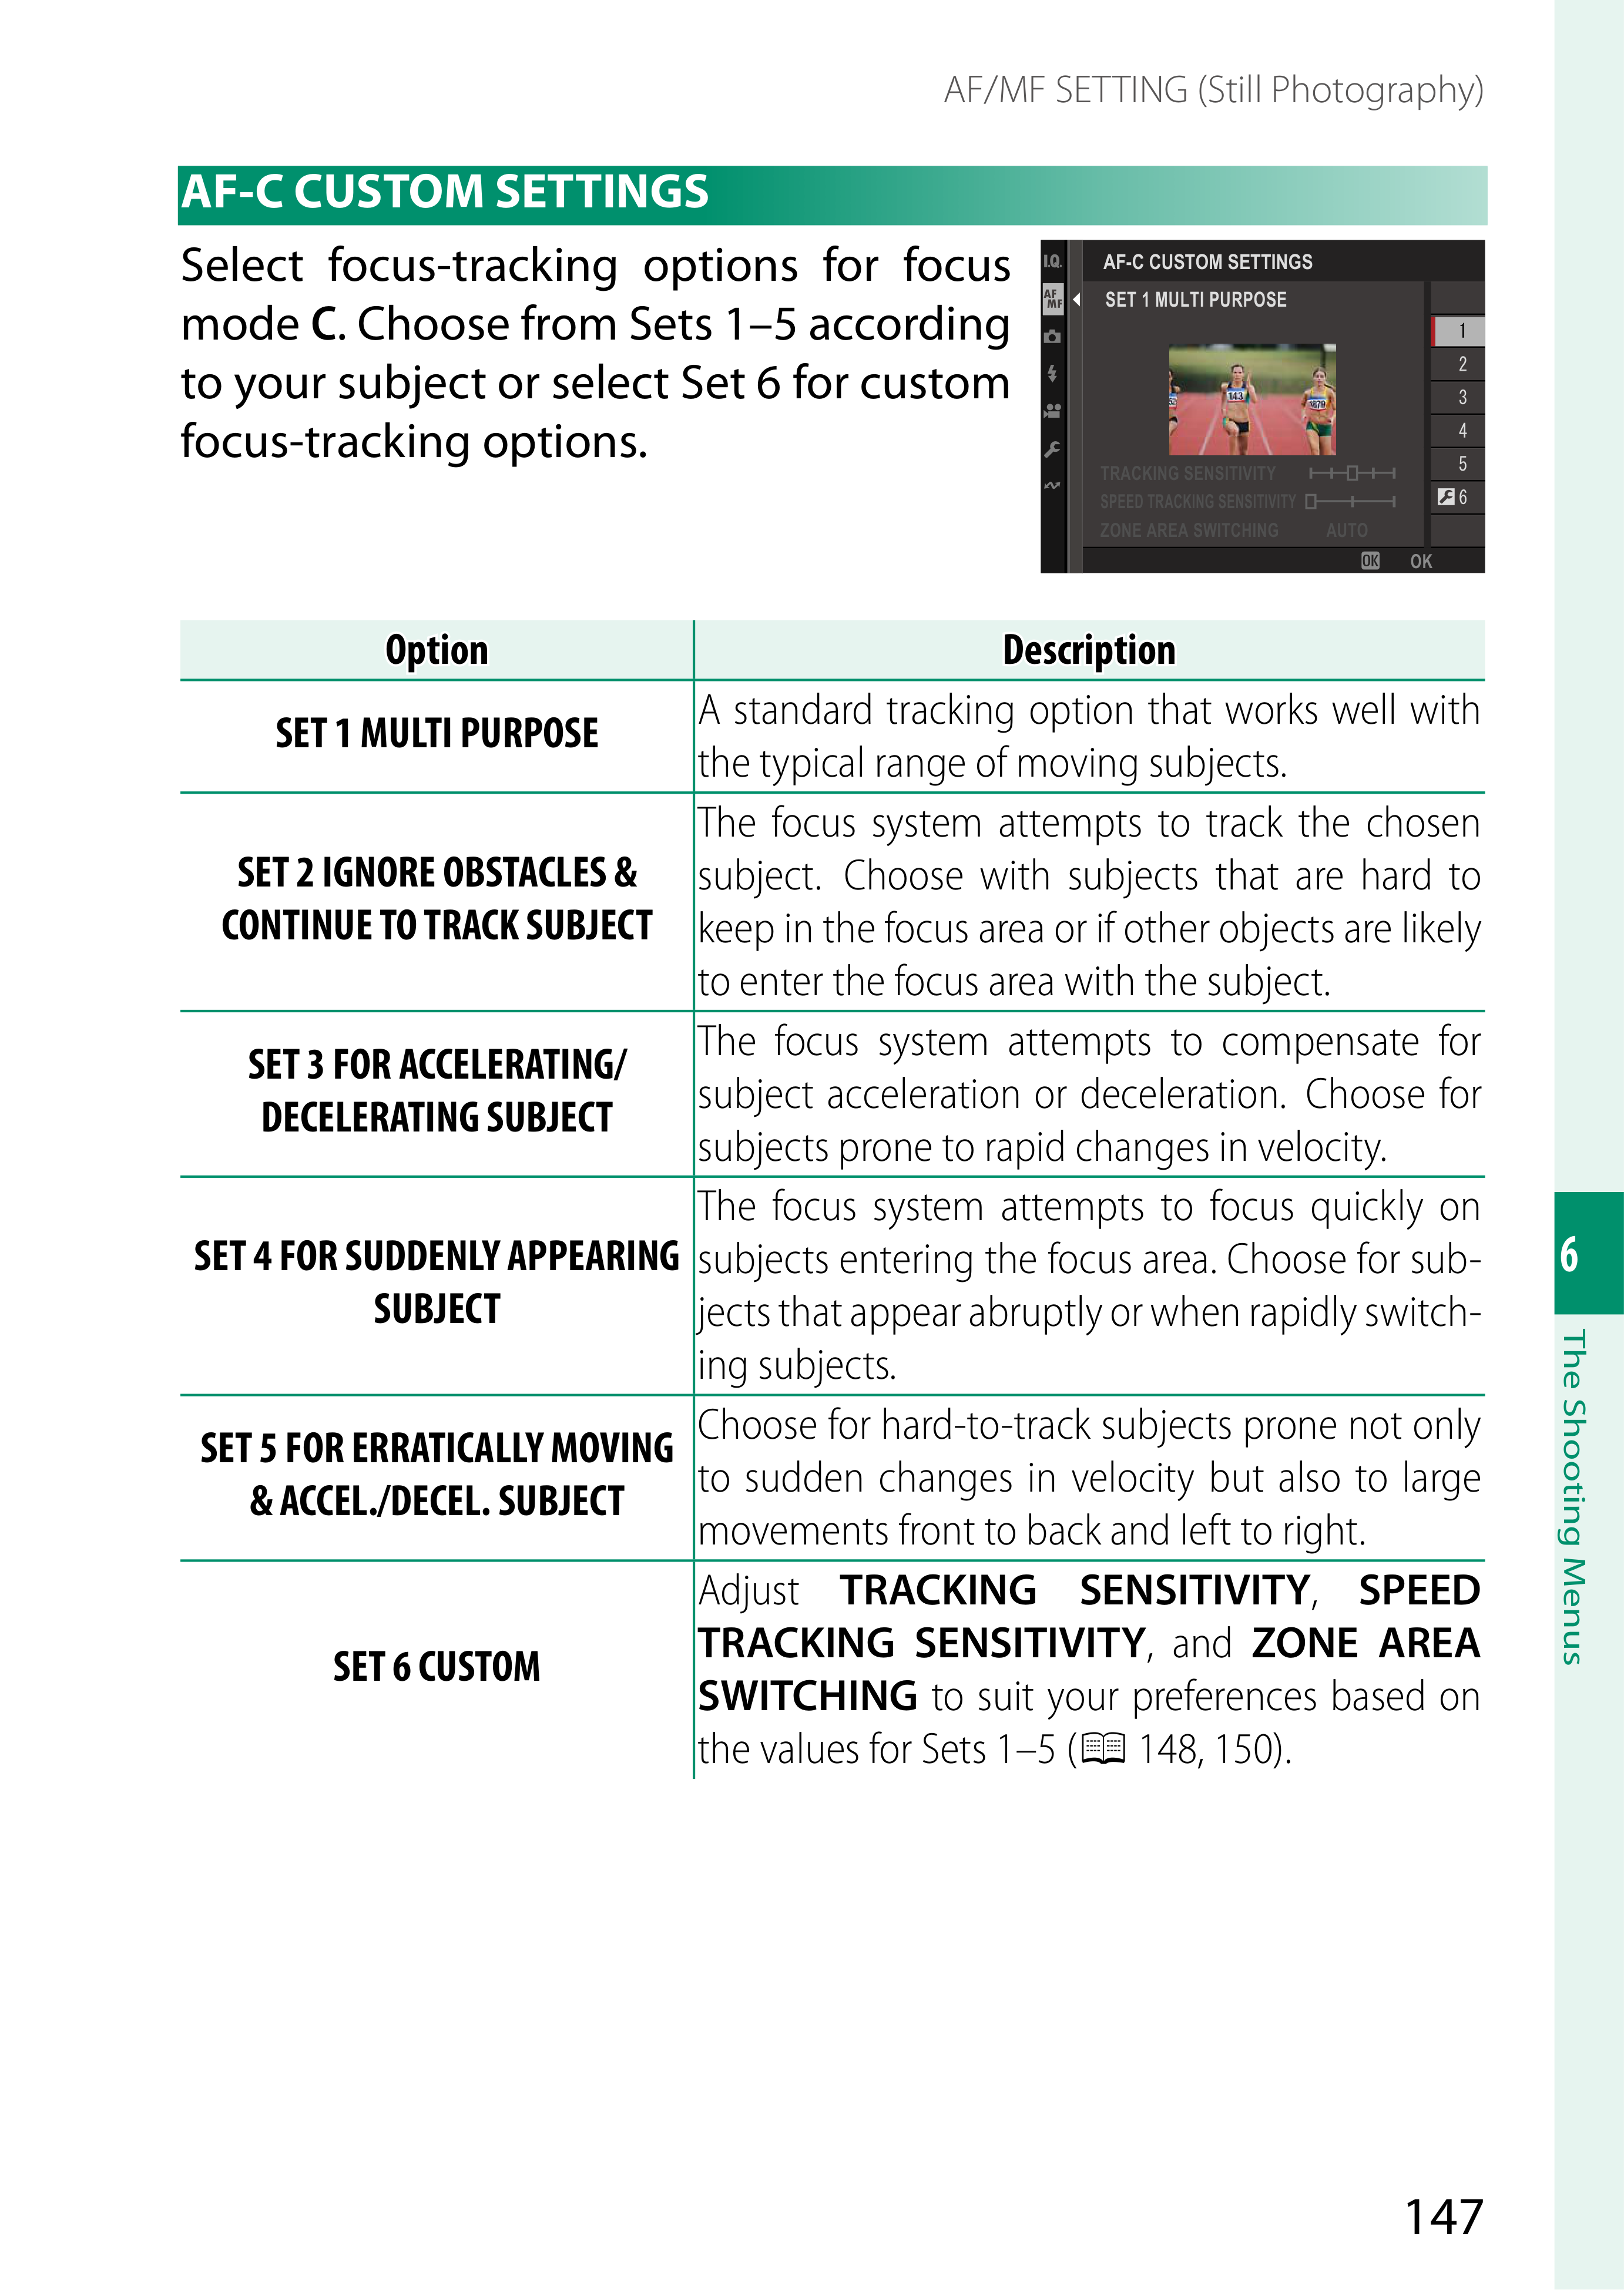 AF/MF SETTING (Still Photography)
AF-C CUSTOM SETTINGS
Select focus-tracking options for focus
mode C. Choose from Sets 1–5 according
to your subject or select Set 6 for custom
focus-tracking options.
I.Q.
AF
MF
AF-C CUSTOM SETTINGS
SET 1 MULTI PURPOSE
143
TRACKING SENSITIVITY
SPEED TRACKING SENSITIVITY
ZONE AREA SWITCHING AUTO
1
2
3
4
5
6
OK OK
Option Description
SET 1 MULTI PURPOSE
A standard tracking option that works well with
the typical range of moving subjects.
SET 2 IGNORE OBSTACLES &
CONTINUE TO TRACK SUBJECT
The focus system attempts to track the chosen
subject. Choose with subjects that are hard to
keep in the focus area or if other objects are likely
to enter the focus area with the subject.
SET 3 FOR ACCELERATING/
DECELERATING SUBJECT
The focus system attempts to compensate for
subject acceleration or deceleration. Choose for
subjects prone to rapid changes in velocity.
SET 4 FOR SUDDENLY APPEARING
SUBJECT
The focus system attempts to focus quickly on
subjects entering the focus area. Choose for sub-
jects that appear abruptly or when rapidly switch-
ing subjects.
SET 5 FOR ERRATICALLY MOVING
& ACCEL./DECEL. SUBJECT
Choose for hard-to-track subjects prone not only
to sudden changes in velocity but also to large
movements front to back and left to right.
SET 6 CUSTOM
Adjust TRACKING SENSITIVITY, SPEED
TRACKING SENSITIVITY, and ZONE AREA
SWITCHING to suit your preferences based on
the values for Sets 1–5 (148, 150).
6
The Shooting Menus
147